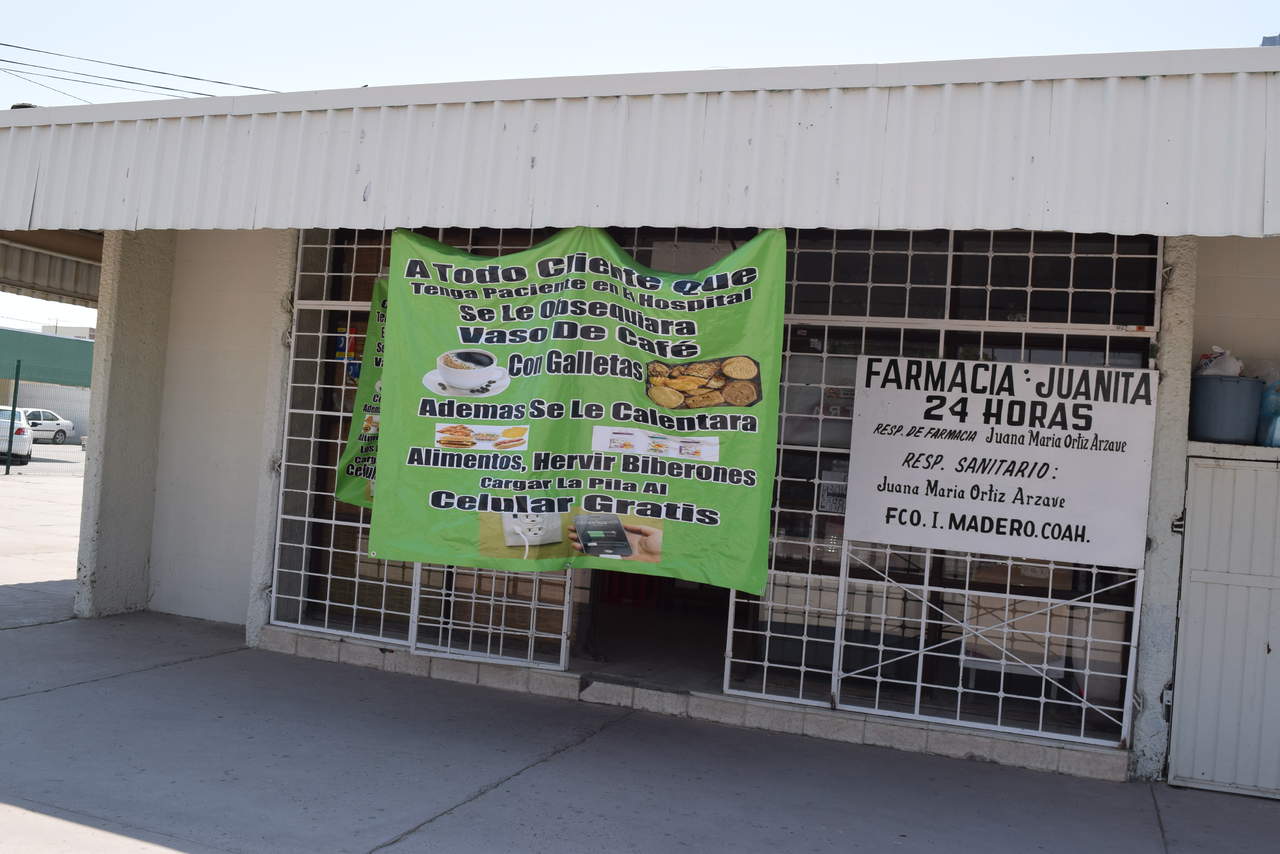 A Todo Cliente Que
Tenga Paciente en El Hospital
Se Le Obsequiara
Vaso De Café
Con Galletas
Ademas Se Le Calentara
Alimentos, Hervir Biberones
Cargar La Pila Al
Celular Gratis
FARMACIA: JUANITA
24 HORAS
RESP. DE FARMACIA Juana Maria Ortiz Arzave
RESP. SANITARIO:
Juana Maria Ortiz Arzave
FCO. I. MADERO. COAH.